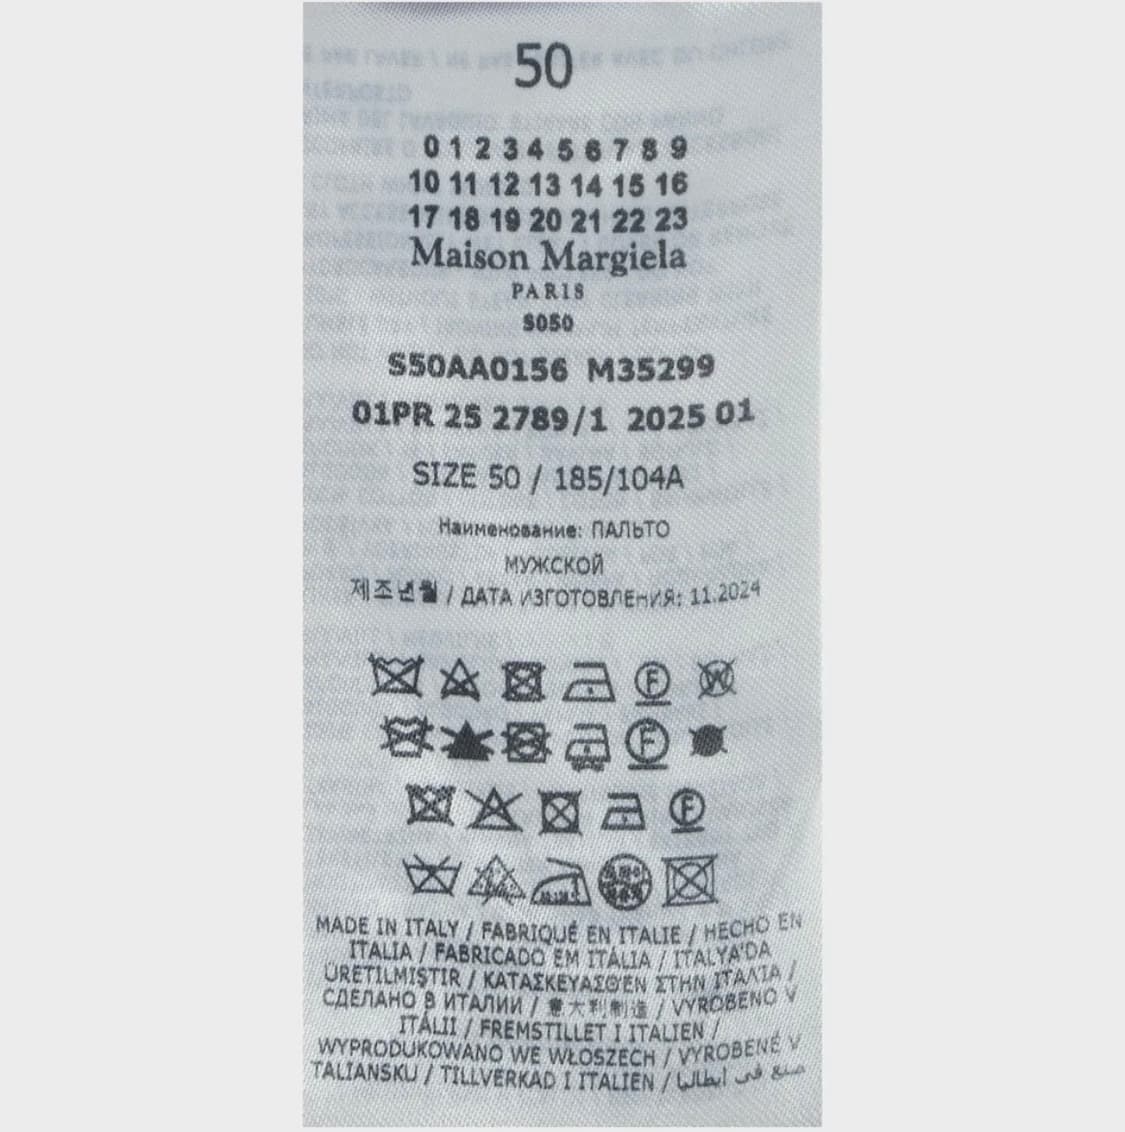 50
0 1 2 3 4 5 6 7 8 9
10 11 12 13 14 15 16
17 18 19 20 21 22 23
Maison Margiela
PARIS
S050
S50AA0156 M35299
01PR 25 2789/1 2025 01
SIZE 50 / 185/104A
Наименование: ПАЛЬТО
МУЖСКОЙ
제조년월 / ДАТА ИЗГОТОВЛЕНИЯ: 11.2024
F W
F
F
MADE IN ITALY / FABRIQUÉ EN ITALIE / HECHO EN
ITALIA / FABRICADO EM ITÁLIA / ITALYA'DA
ÜRETILMIŞTIR / ΚΑΤΑΣΚΕΥΑΣΘΕΝ ΣΤΗΝ ΙΤΑΛΙΑ /
СДЕЛАНО В ИТАЛИИ / 意大利制造 / VYROBENO V
ITÁLII / FREMSTILLET I ITALIEN /
WYPRODUKOWANO WE WŁOSZECH / VYROBENÉ V
TALIANSKU / TILLVERKAD I ITALIEN / صنع في إيطاليا